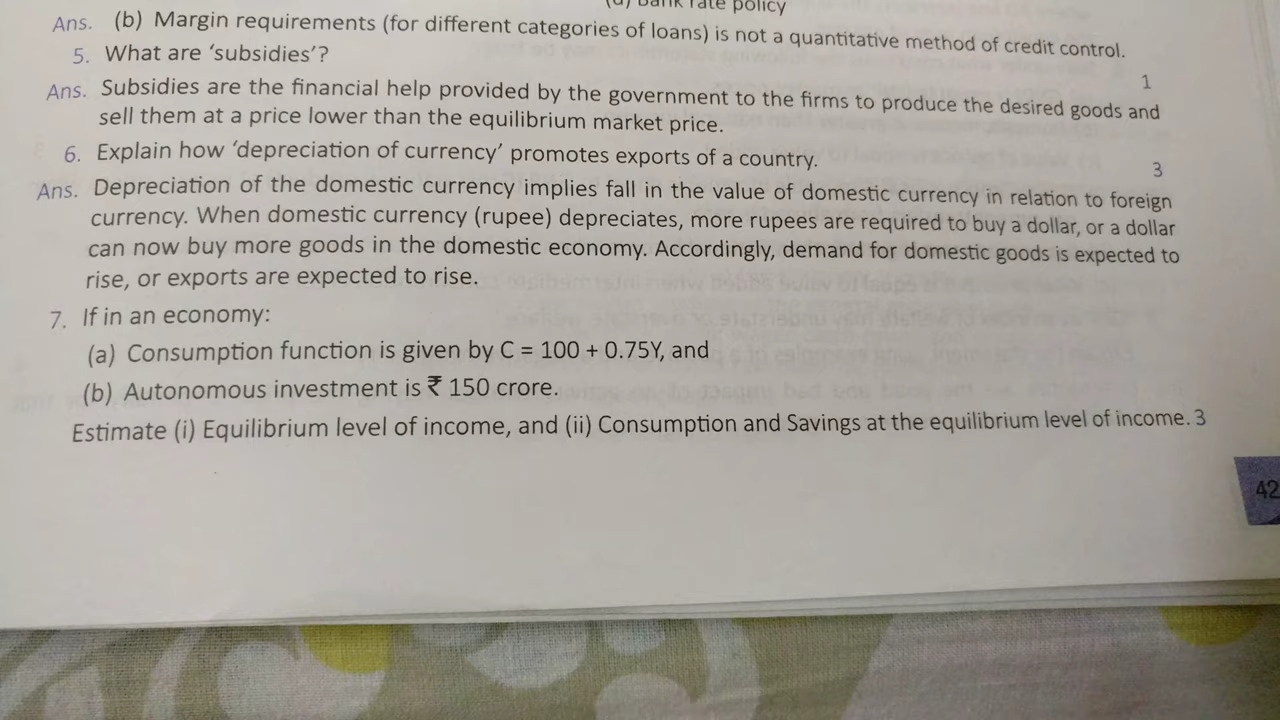 (d) Bank rate policy
Ans. (b) Margin requirements (for different categories of loans) is not a quantitative method of credit control.
5. What are ‘subsidies’? 1
Ans. Subsidies are the financial help provided by the government to the firms to produce the desired goods and
sell them at a price lower than the equilibrium market price.
6. Explain how ‘depreciation of currency’ promotes exports of a country. 3
Ans. Depreciation of the domestic currency implies fall in the value of domestic currency in relation to foreign
currency. When domestic currency (rupee) depreciates, more rupees are required to buy a dollar, or a dollar
can now buy more goods in the domestic economy. Accordingly, demand for domestic goods is expected to
rise, or exports are expected to rise.
7. If in an economy:
(a) Consumption function is given by C = 100 + 0.75Y, and
(b) Autonomous investment is ₹ 150 crore.
Estimate (i) Equilibrium level of income, and (ii) Consumption and Savings at the equilibrium level of income. 3